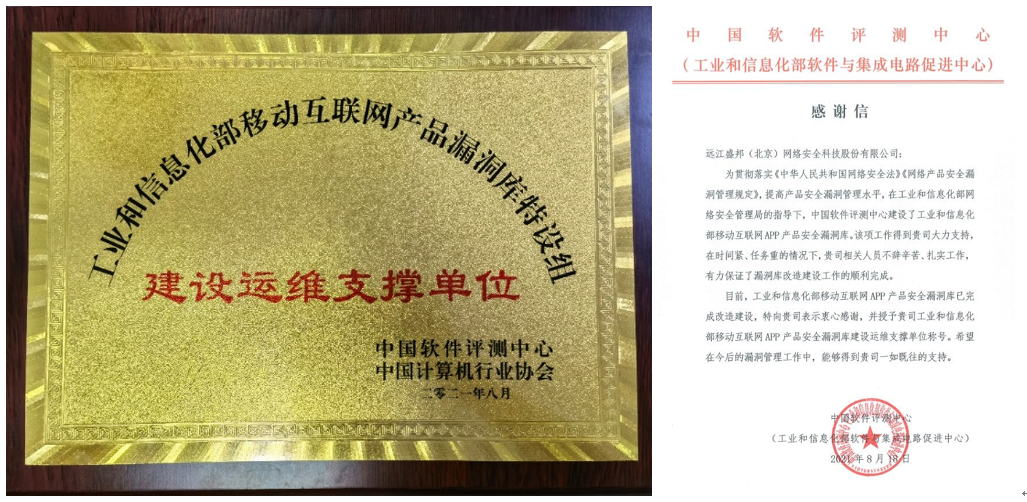 工业和信息化部移动互联网产品漏洞库特设组
建设运维支撑单位
中国软件评测中心
中国计算机行业协会
二零二一年八月
中国软件评测中心
(工业和信息化部软件与集成电路促进中心)
感谢信
远江盛邦（北京）网络安全科技股份有限公司：
为贯彻落实《中华人民共和国网络安全法》《网络产品安全漏
洞管理规定》，提高产品安全漏洞管理水平，在工业和信息化部网
络安全管理局的指导下，中国软件评测中心建设了工业和信息化
部移动互联网APP产品安全漏洞库。该项工作得到贵司大力支持，
在时间紧、任务重的情况下，贵司相关人员不辞辛苦、扎实工作，
有力保证了漏洞库改造建设工作的顺利完成。
目前，工业和信息化部移动互联网APP产品安全漏洞库已完
成改造建设，特向贵司表示衷心感谢，并授予贵司工业和信息化
部移动互联网APP产品安全漏洞库建设运维支撑单位称号。希望
在今后的漏洞管理工作中，能够得到贵司一如既往的支持。
中国软件评测中心
（工业和信息化部软件与集成电路促进中心）
2021年8月18日